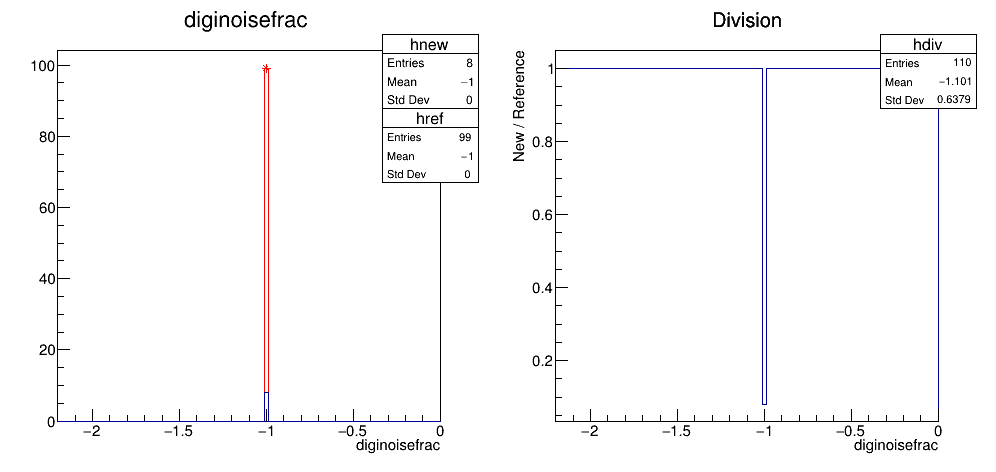 diginoisefrac
hnew
Entries 8
Mean −1
Std Dev 0
href
Entries 99
Mean −1
Std Dev 0
100
80
60
40
20
0
−2 −1.5 −1 −0.5 0
diginoisefrac
Division
hdiv
Entries 110
Mean −1.101
Std Dev 0.6379
New / Reference
1
0.8
0.6
0.4
0.2
−2 −1.5 −1 −0.5 0
diginoisefrac